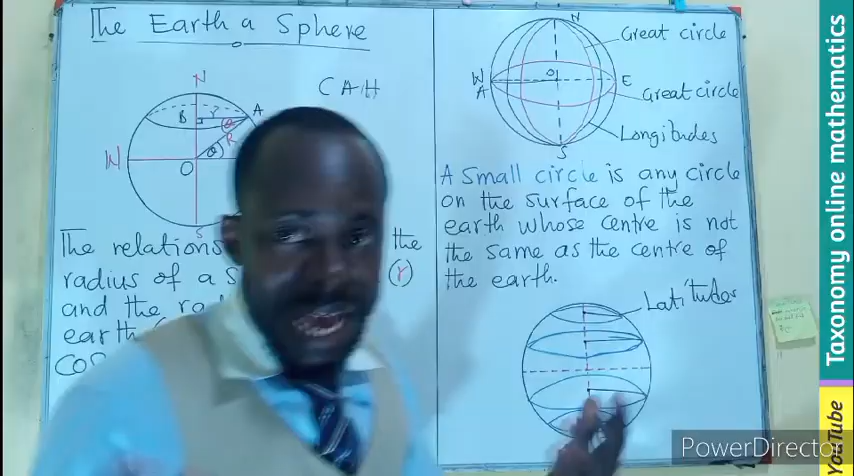 The Earth a Sphere
CAH
N
B
r
A
θ
R
θ
O
W
S
The relations
the
radius of a S
(r)
and the rad
earth
cos
N
Great circle
W
A
O
E
Great circle
Longitudes
S
A small circle is any circle
on the surface of the
earth whose centre is not
the same as the centre of
the earth.
Latitudes
PowerDirector
Taxonomy online mathematics
YouTube